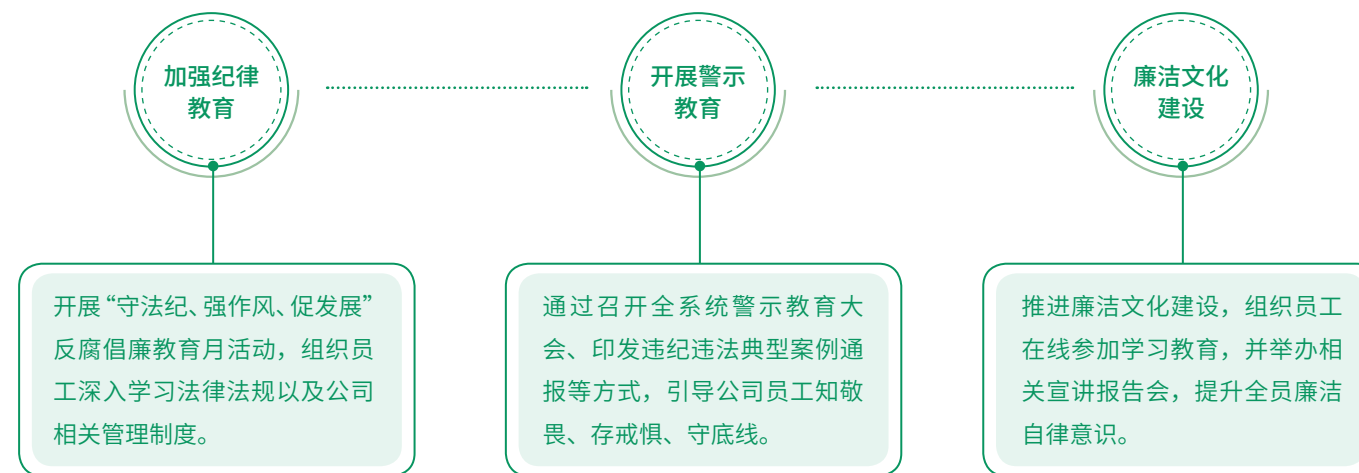 加强纪律
教育
开展警示
教育
廉洁文化
建设
开展“守法纪、强作风、促发展”
反腐倡廉教育月活动，组织员
工深入学习法律法规以及公司
相关管理制度。
通过召开全系统警示教育大
会、印发违纪违法典型案例通
报等方式，引导公司员工知敬
畏、存戒惧、守底线。
推进廉洁文化建设，组织员工
在线参加学习教育，并举办相
关宣讲报告会，提升全员廉洁
自律意识。